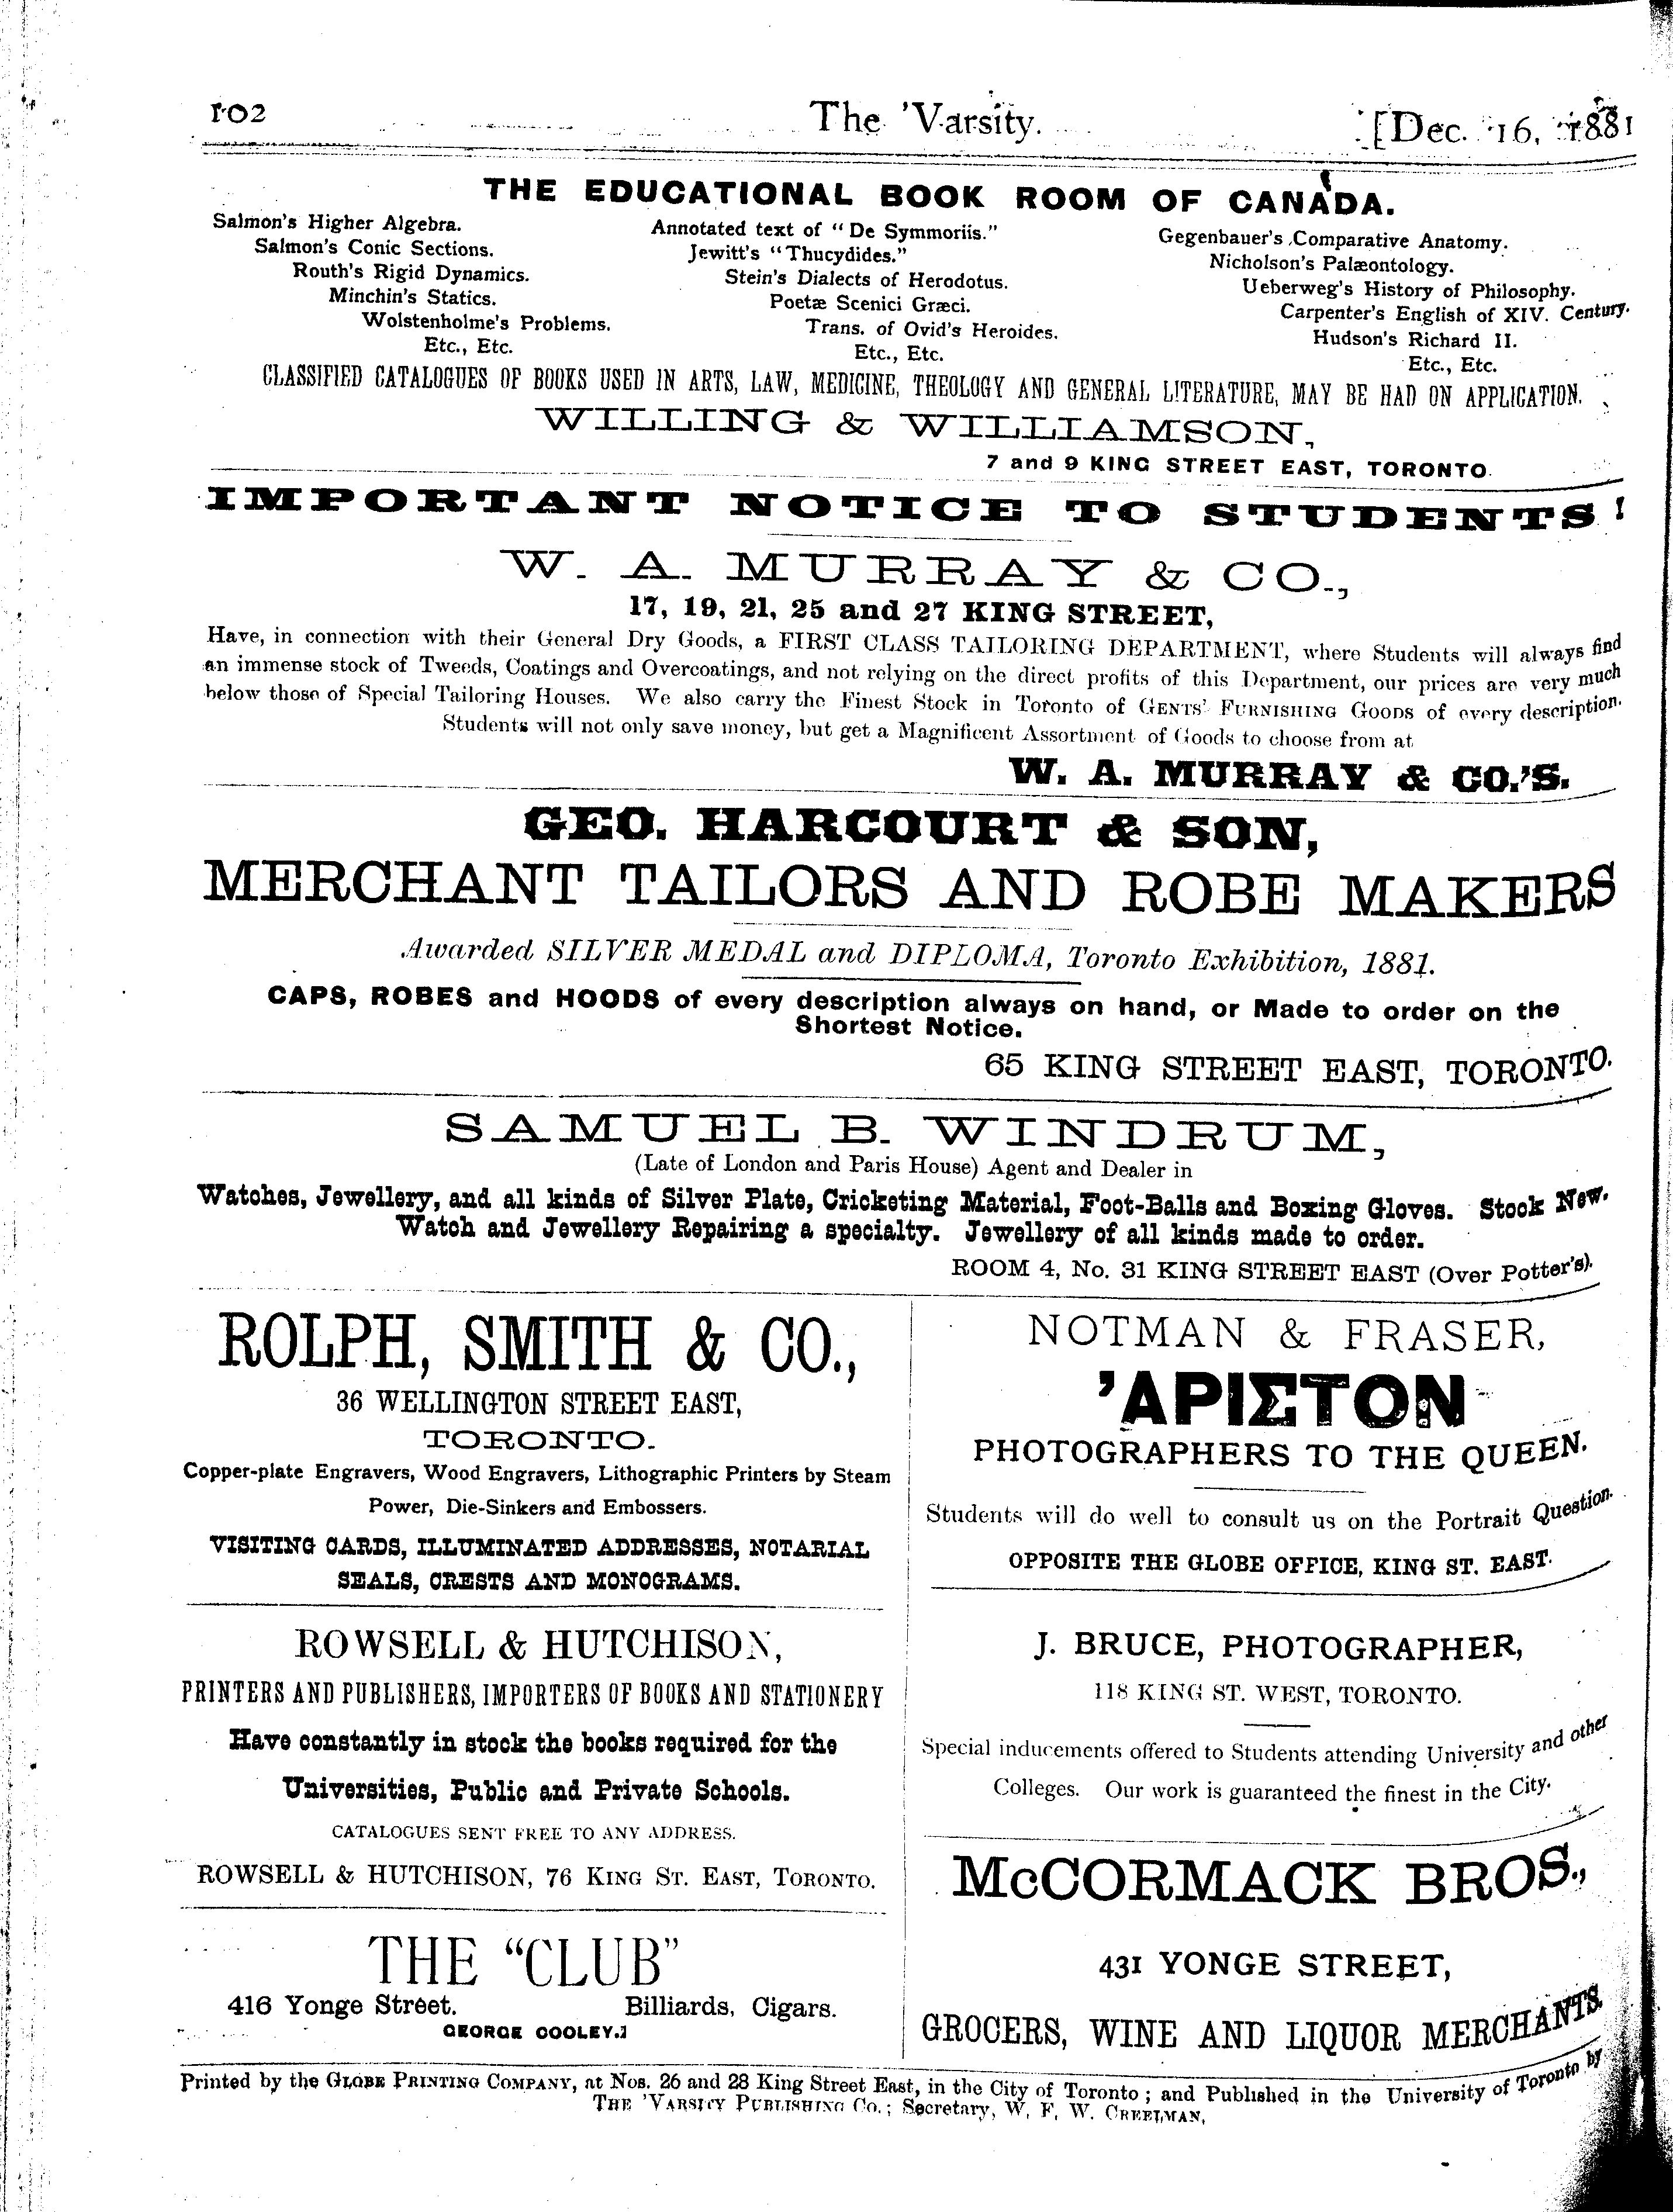 102
The 'Varsity.
[Dec. 16, 1881
THE EDUCATIONAL BOOK ROOM OF CANADA.
Salmon's Higher Algebra.
Salmon's Conic Sections.
Routh's Rigid Dynamics.
Minchin's Statics.
Wolstenholme's Problems.
Etc., Etc.
Annotated text of "De Symmoriis."
Jewitt's "Thucydides."
Stein's Dialects of Herodotus.
Poetæ Scenici Græci.
Trans. of Ovid's Heroides.
Etc., Etc.
Gegenbauer's Comparative Anatomy.
Nicholson's Palæontology.
Ueberweg's History of Philosophy.
Carpenter's English of XIV. Century.
Hudson's Richard II.
Etc., Etc.
CLASSIFIED CATALOGUES OF BOOKS USED IN ARTS, LAW, MEDICINE, THEOLOGY AND GENERAL LITERATURE, MAY BE HAD ON APPLICATION.
WILLING & WILLIAMSON,
7 and 9 KING STREET EAST, TORONTO.
IMPORTANT NOTICE TO STUDENTS!
W. A. MURRAY & CO.,
17, 19, 21, 25 and 27 KING STREET,
Have, in connection with their General Dry Goods, a FIRST CLASS TAILORING DEPARTMENT, where Students will always find
an immense stock of Tweeds, Coatings and Overcoatings, and not relying on the direct profits of this Department, our prices are very much
below those of Special Tailoring Houses. We also carry the Finest Stock in Toronto of GENTS' FURNISHING GOODS of every description.
Students will not only save money, but get a Magnificent Assortment of Goods to choose from at
W. A. MURRAY & CO.'S.
GEO. HARCOURT & SON,
MERCHANT TAILORS AND ROBE MAKERS
Awarded SILVER MEDAL and DIPLOMA, Toronto Exhibition, 1881.
CAPS, ROBES and HOODS of every description always on hand, or Made to order on the
Shortest Notice.
65 KING STREET EAST, TORONTO.
SAMUEL B. WINDRUM,
(Late of London and Paris House) Agent and Dealer in
Watches, Jewellery, and all kinds of Silver Plate, Cricketing Material, Foot-Balls and Boxing Gloves. Stock New.
Watch and Jewellery Repairing a specialty. Jewellery of all kinds made to order.
ROOM 4, No. 31 KING STREET EAST (Over Potter's).
ROLPH, SMITH & CO.,
36 WELLINGTON STREET EAST,
TORONTO.
Copper-plate Engravers, Wood Engravers, Lithographic Printers by Steam
Power, Die-Sinkers and Embossers.
VISITING CARDS, ILLUMINATED ADDRESSES, NOTARIAL
SEALS, CRESTS AND MONOGRAMS.
ROWSELL & HUTCHISON,
PRINTERS AND PUBLISHERS, IMPORTERS OF BOOKS AND STATIONERY
Have constantly in stock the books required for the
Universities, Public and Private Schools.
CATALOGUES SENT FREE TO ANY ADDRESS.
ROWSELL & HUTCHISON, 76 KING ST. EAST, TORONTO.
THE "CLUB"
416 Yonge Street. Billiards, Cigars.
GEORGE COOLEY.]
NOTMAN & FRASER,
'ΑΡΙΣΤΟΝ
PHOTOGRAPHERS TO THE QUEEN.
Students will do well to consult us on the Portrait Question.
OPPOSITE THE GLOBE OFFICE, KING ST. EAST.
J. BRUCE, PHOTOGRAPHER,
118 KING ST. WEST, TORONTO.
Special inducements offered to Students attending University and other
Colleges. Our work is guaranteed the finest in the City.
McCORMACK BROS.,
431 YONGE STREET,
GROCERS, WINE AND LIQUOR MERCHANTS.
Printed by the GLOBE PRINTING COMPANY, at Nos. 26 and 28 King Street East, in the City of Toronto; and Published in the University of Toronto by
THE 'VARSITY PUBLISHING Co.; Secretary, W. F. W. CREELMAN,